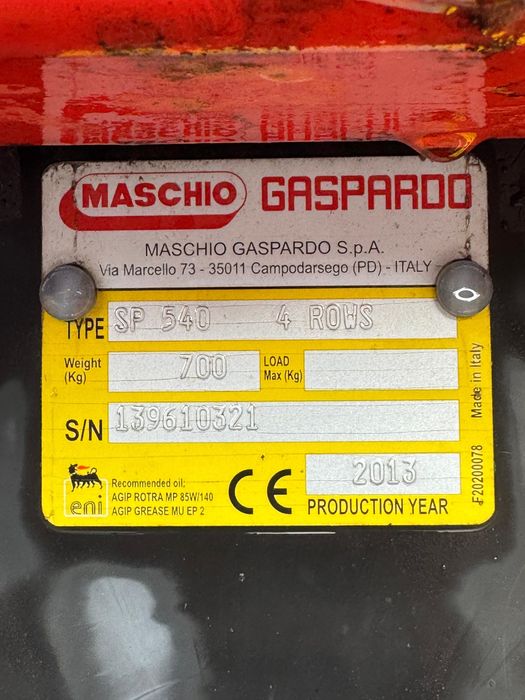 MASCHIO GASPARDO
MASCHIO GASPARDO S.p.A.
Via Marcello 73 - 35011 Campodarsego (PD) - ITALY
TYPE SP 540 4 ROWS
Weight (Kg) 700 LOAD Max (Kg)
S/N 139610321
eni
Recommended oil;
AGIP ROTRA MP 85W/140
AGIP GREASE MU EP 2
CE
2013
PRODUCTION YEAR
F20200078 Made in Italy